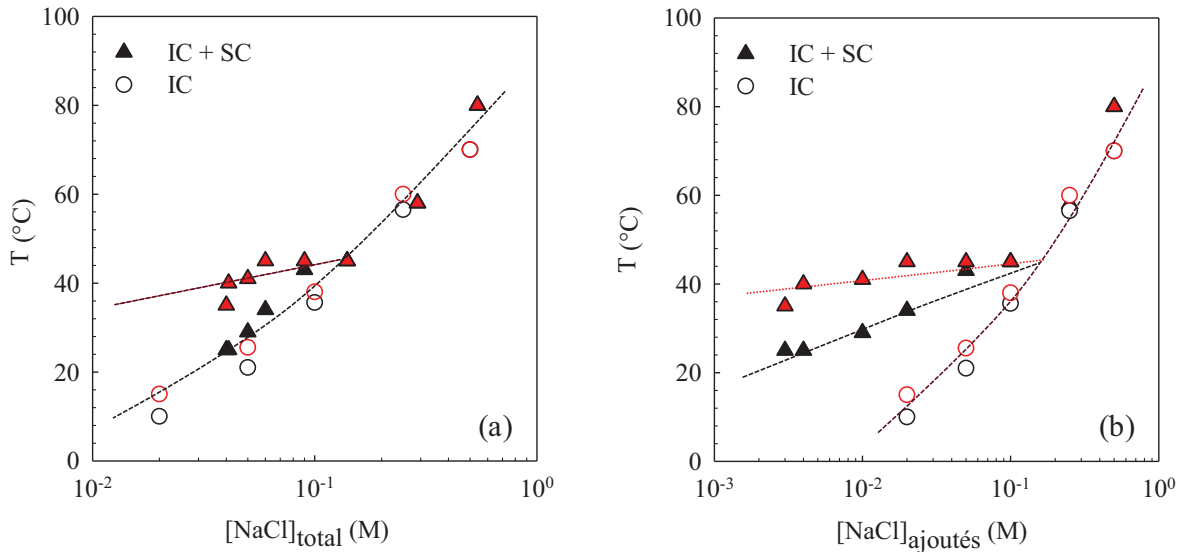 100
80
60
40
20
0
T (°C)
IC + SC
IC
(a)
10-2
10-1
100
[NaCl]total (M)
100
80
60
40
20
0
T (°C)
IC + SC
IC
(b)
10-3
10-2
10-1
100
[NaCl]ajoutés (M)